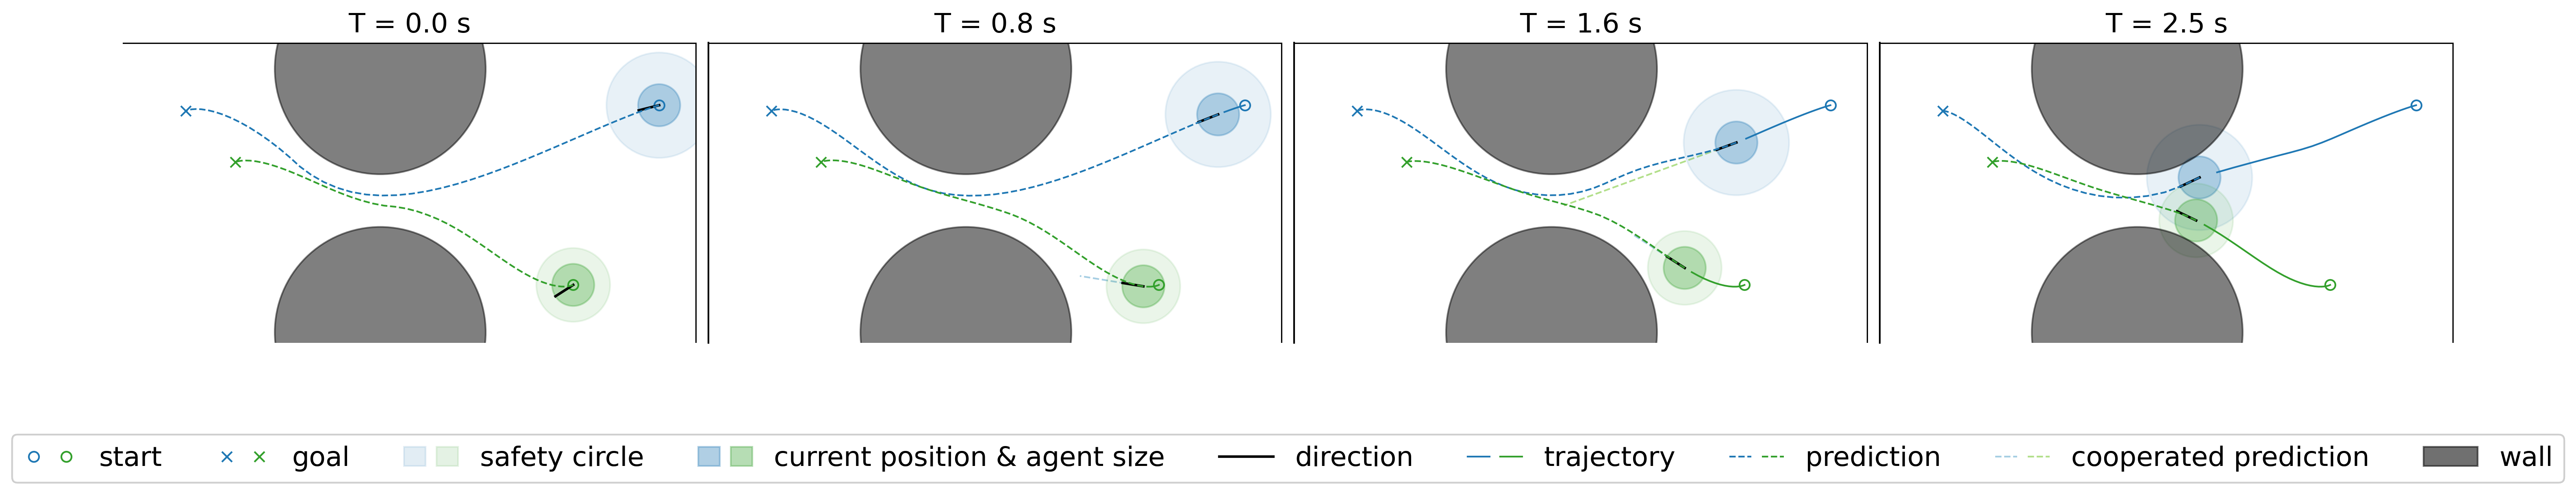 T = 0.0 s
T = 0.8 s
T = 1.6 s
T = 2.5 s
start goal safety circle current position & agent size direction trajectory prediction cooperated prediction wall